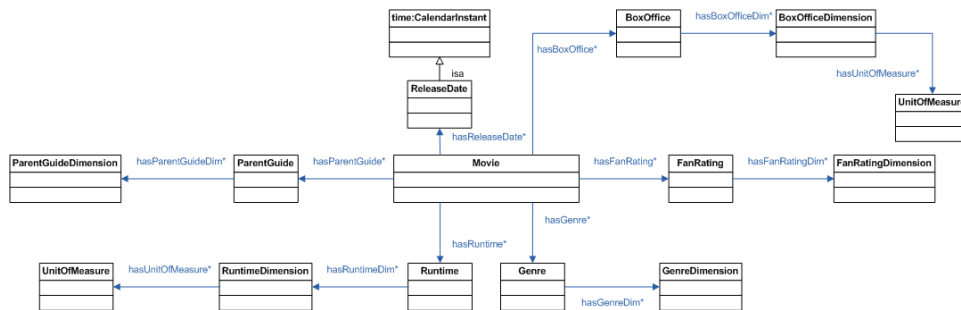 time:CalendarInstant
BoxOffice
hasBoxOfficeDim*
BoxOfficeDimension
hasBoxOffice*
isa
hasUnitOfMeasure*
ReleaseDate
UnitOfMeasure
hasReleaseDate*
ParentGuideDimension
hasParentGuideDim*
ParentGuide
hasParentGuide*
Movie
hasFanRating*
FanRating
hasFanRatingDim*
FanRatingDimension
hasGenre*
hasRuntime*
UnitOfMeasure
hasUnitOfMeasure*
RuntimeDimension
hasRuntimeDim*
Runtime
Genre
GenreDimension
hasGenreDim*